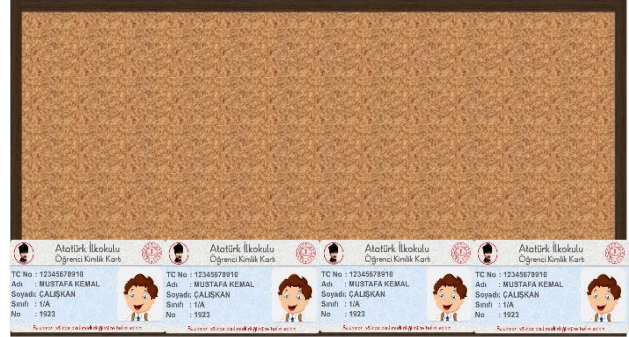 Atatürk İlkokulu
Öğrenci Kimlik Kartı
TC No : 12345678910
Adı : MUSTAFA KEMAL
Soyadı: ÇALIŞKAN
Sınıfı : 1/A
No : 1923
Atatürk İlkokulu
Öğrenci Kimlik Kartı
TC No : 12345678910
Adı : MUSTAFA KEMAL
Soyadı: ÇALIŞKAN
Sınıfı : 1/A
No : 1923
Atatürk İlkokulu
Öğrenci Kimlik Kartı
TC No : 12345678910
Adı : MUSTAFA KEMAL
Soyadı: ÇALIŞKAN
Sınıfı : 1/A
No : 1923
Atatürk İlkokulu
Öğrenci Kimlik Kartı
TC No : 12345678910
Adı : MUSTAFA KEMAL
Soyadı: ÇALIŞKAN
Sınıfı : 1/A
No : 1923